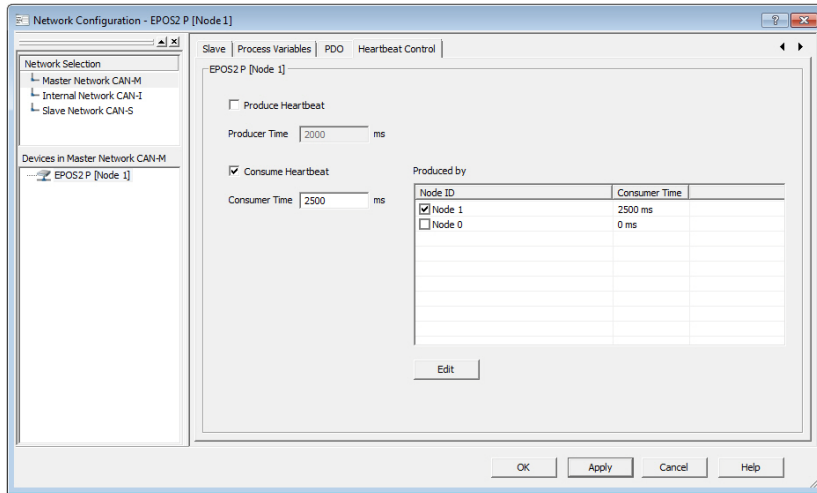 Network Configuration - EPOS2 P [Node 1]
Network Selection
Master Network CAN-M
Internal Network CAN-I
Slave Network CAN-S
Devices in Master Network CAN-M
EPOS2 P [Node 1]
Slave Process Variables PDO Heartbeat Control
EPOS2 P [Node 1]
Produce Heartbeat
Producer Time 2000 ms
Consume Heartbeat
Consumer Time 2500 ms
Produced by
Node ID Consumer Time
Node 1 2500 ms
Node 0 0 ms
Edit
OK Apply Cancel Help